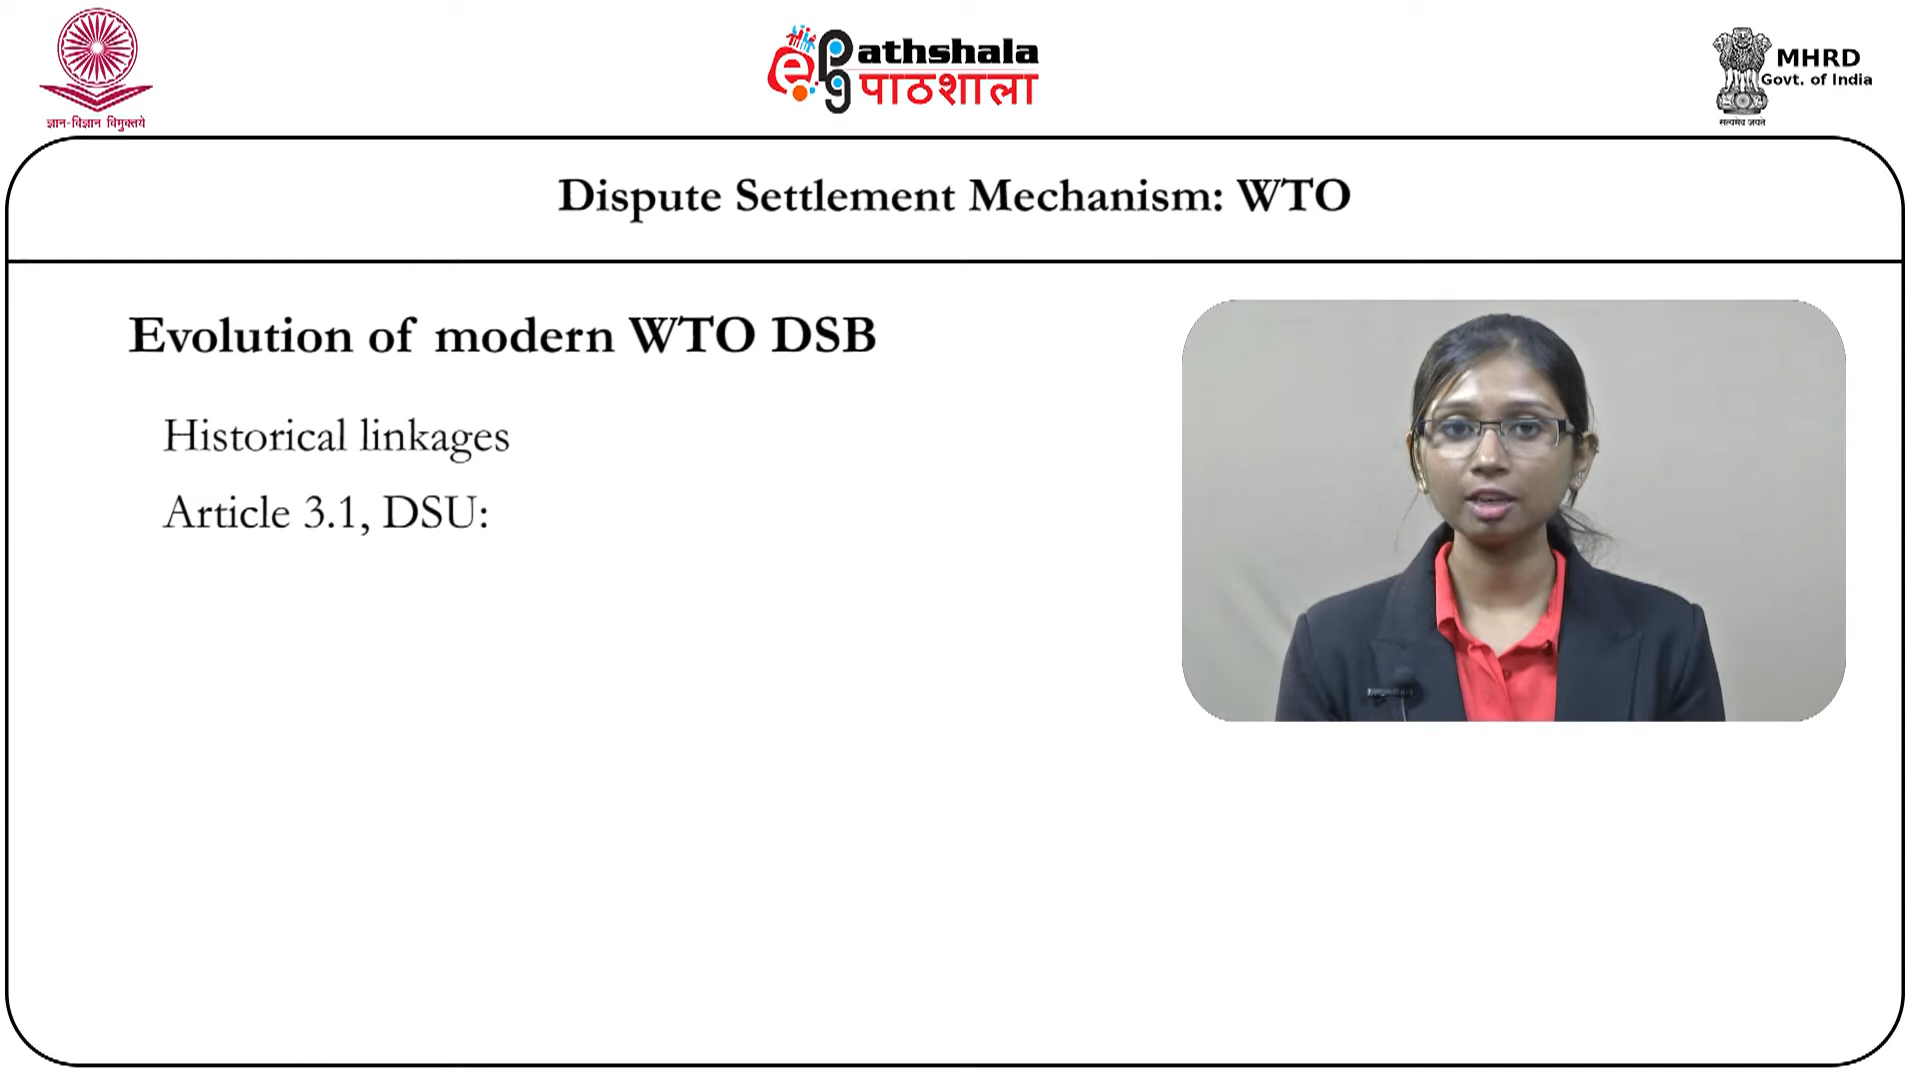 ज्ञान-विज्ञान विमुक्तये
epg Pathshala
पाठशाला
MHRD
Govt. of India
सत्यमेव जयते
Dispute Settlement Mechanism: WTO
Evolution of modern WTO DSB
Historical linkages
Article 3.1, DSU: